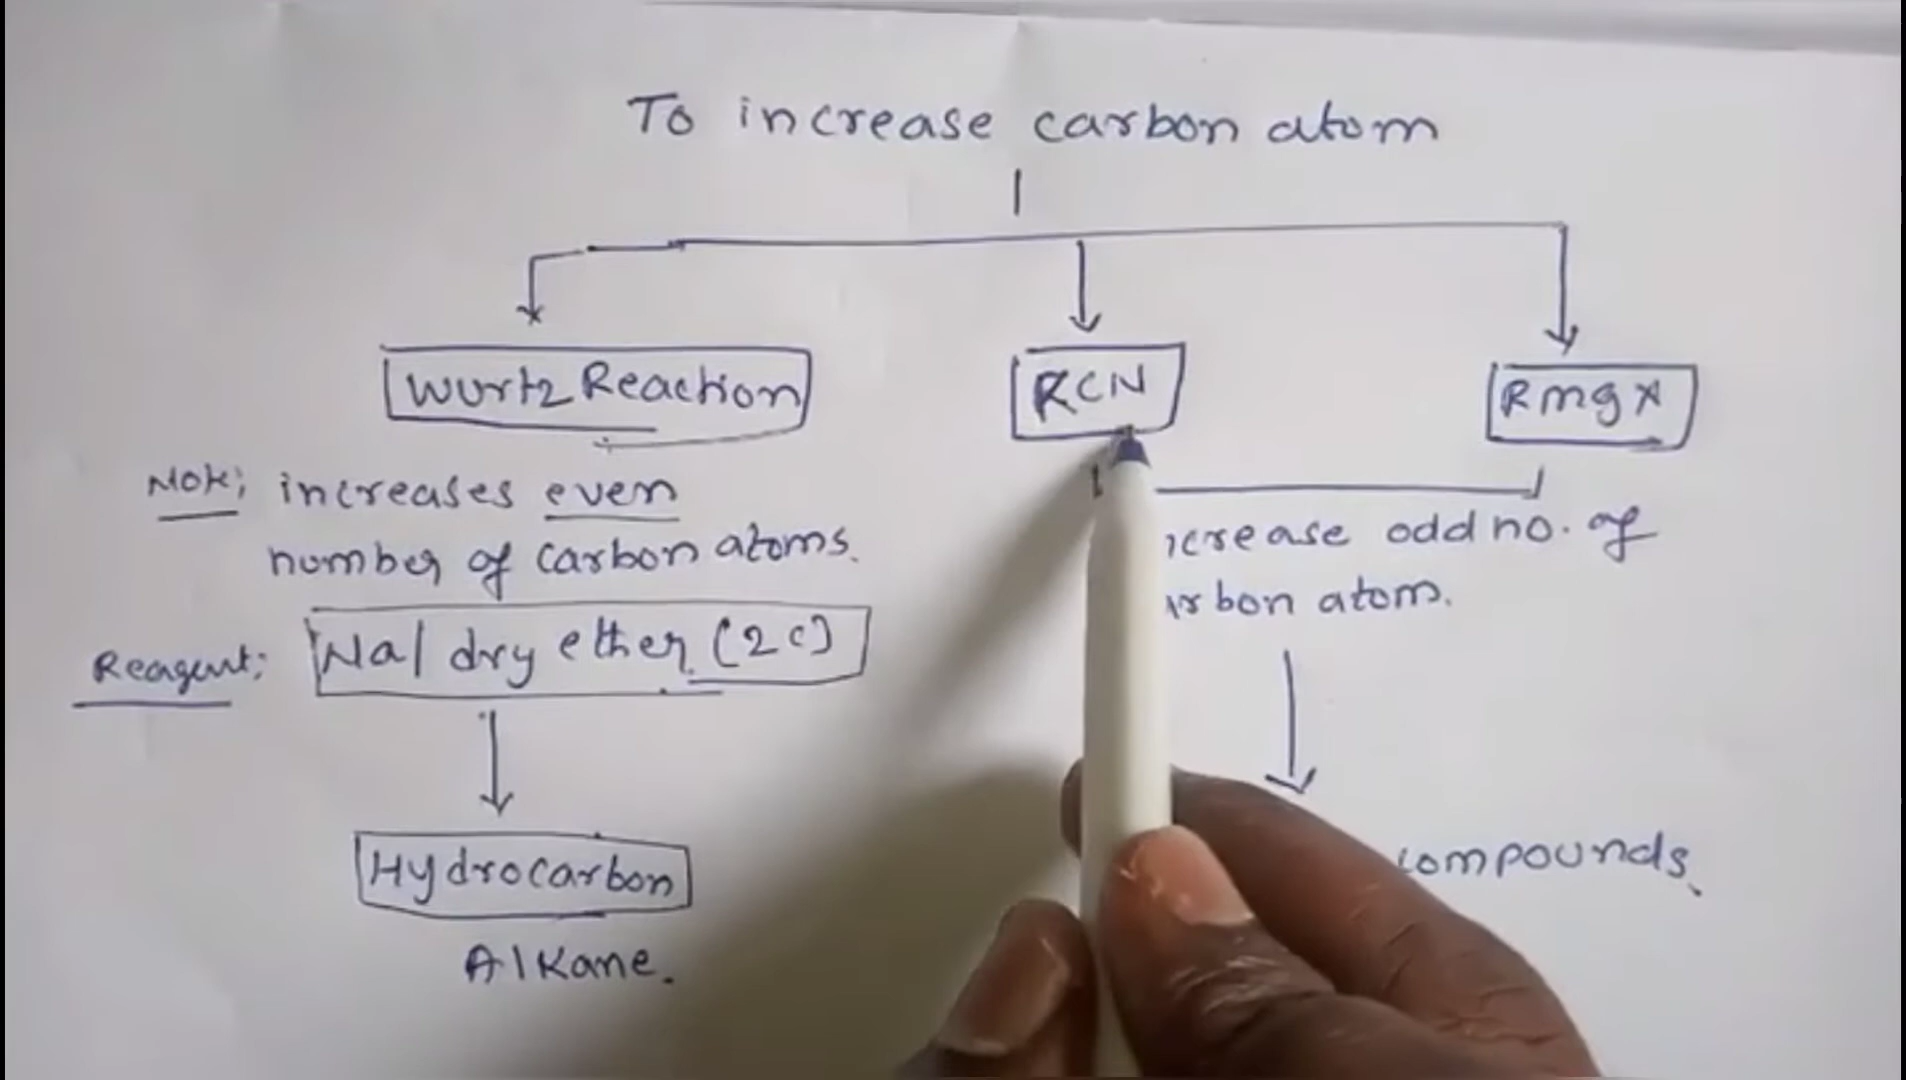 To increase carbon atom
Wurtz Reaction
RCN
RmgX
Note; increases even
number of carbon atoms.
Reagent; Na/ dry ether (2C)
Hydrocarbon
Alkane.
crease odd no. of
rbon atom.
compounds.